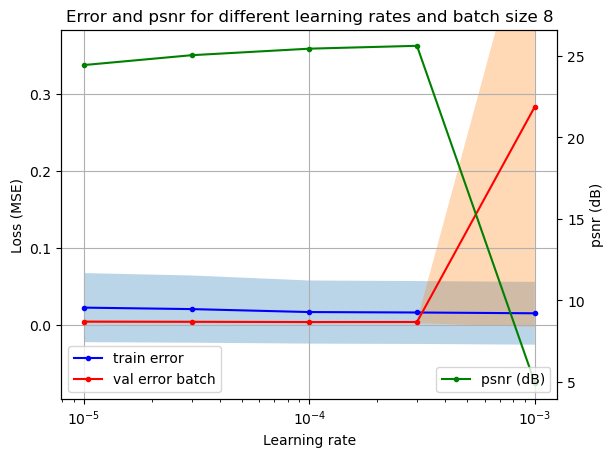 Error and psnr for different learning rates and batch size 8
Loss (MSE)
0.3
0.2
0.1
0.0
25
20
15
10
5
psnr (dB)
train error
val error batch
psnr (dB)
10⁻⁵
10⁻⁴
10⁻³
Learning rate